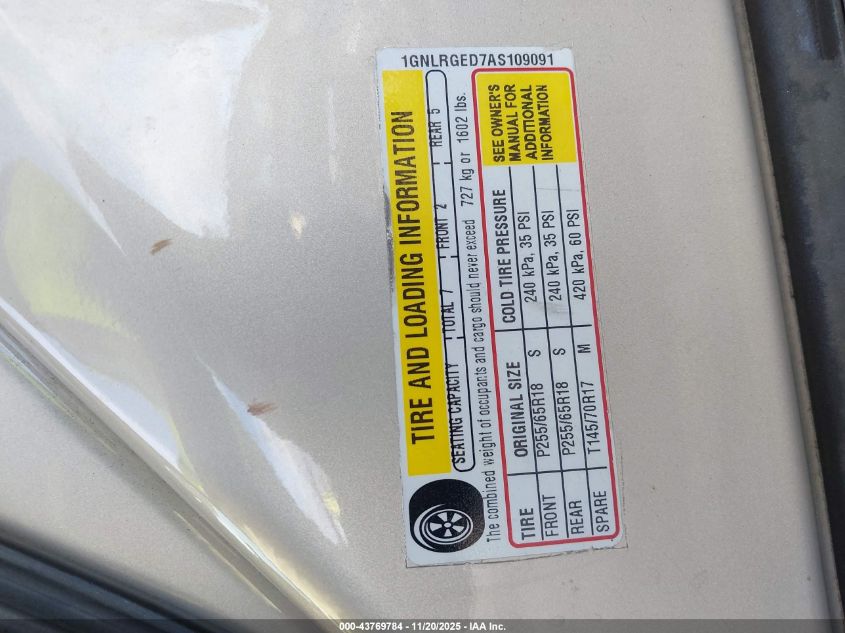 1GNLRGED7AS109091
TIRE AND LOADING INFORMATION
SEATING CAPACITY TOTAL 7 FRONT 2 REAR 5
The combined weight of occupants and cargo should never exceed 727 kg or 1602 lbs.
TIRE ORIGINAL SIZE COLD TIRE PRESSURE
FRONT P255/65R18 S 240 kPa, 35 PSI
REAR P255/65R18 S 240 kPa, 35 PSI
SPARE T145/70R17 M 420 kPa, 60 PSI
SEE OWNER'S
MANUAL FOR
ADDITIONAL
INFORMATION
000-43769784 - 11/20/2025 - IAA Inc.